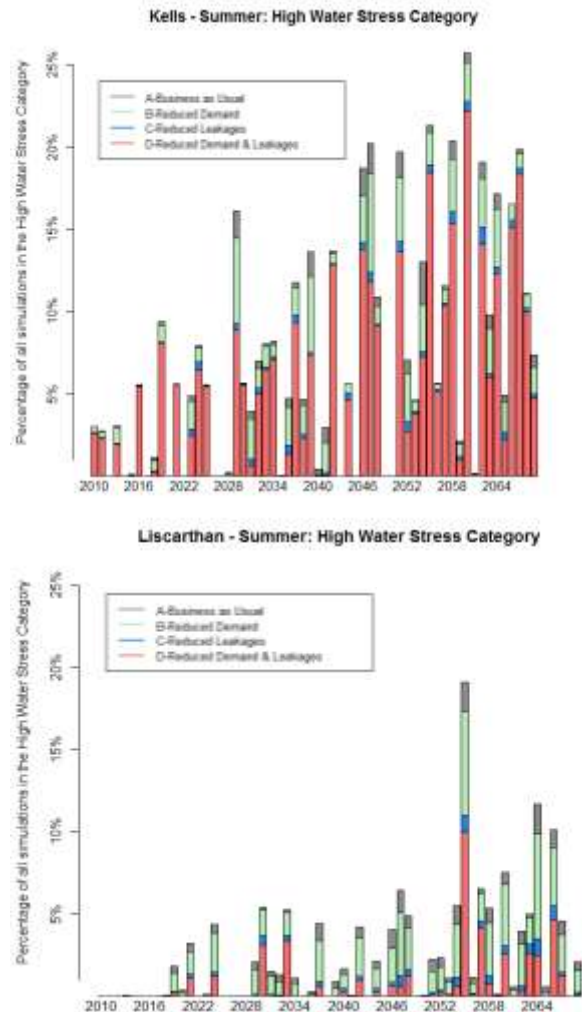 Kells - Summer: High Water Stress Category
Percentage of all simulations in the High Water Stress Category
25%
20%
15%
10%
5%
A-Business as Usual
B-Reduced Demand
C-Reduced Leakages
D-Reduced Demand & Leakages
2010 2016 2022 2028 2034 2040 2046 2052 2058 2064
Liscarthan - Summer: High Water Stress Category
Percentage of all simulations in the High Water Stress Category
25%
20%
15%
10%
5%
A-Business as Usual
B-Reduced Demand
C-Reduced Leakages
D-Reduced Demand & Leakages
2010 2016 2022 2028 2034 2040 2046 2052 2058 2064